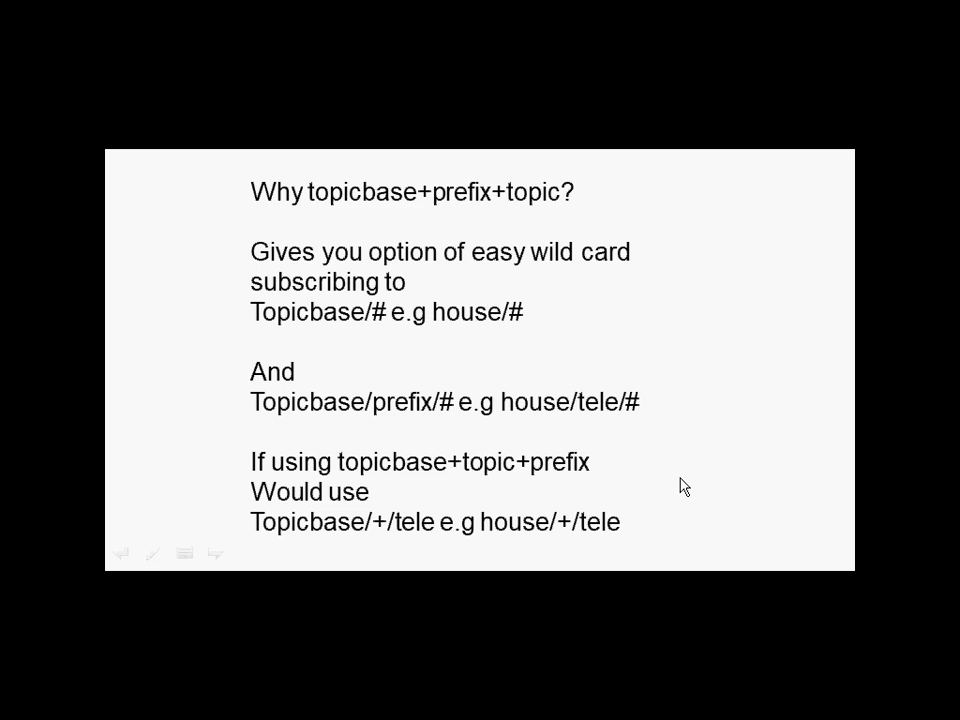 Why topicbase+prefix+topic?
Gives you option of easy wild card
subscribing to
Topicbase/# e.g house/#
And
Topicbase/prefix/# e.g house/tele/#
If using topicbase+topic+prefix
Would use
Topicbase/+/tele e.g house/+/tele